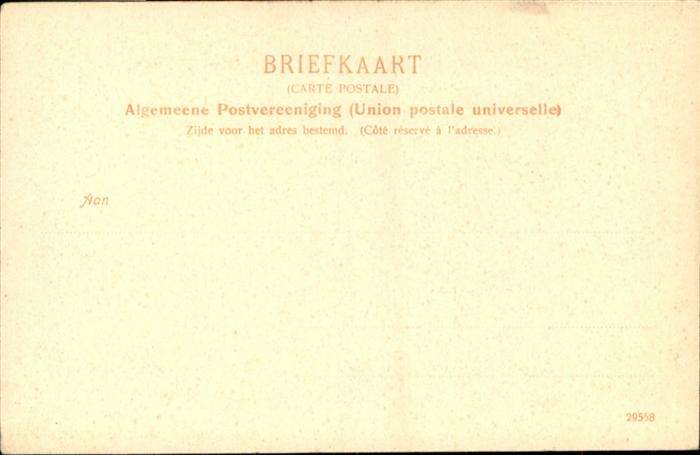 BRIEFKAART
(CARTE POSTALE)
Algemeene Postvereeniging (Union postale universelle)
Zijde voor het adres bestemd. (Côté réservé à l'adresse.)
Aan
29558